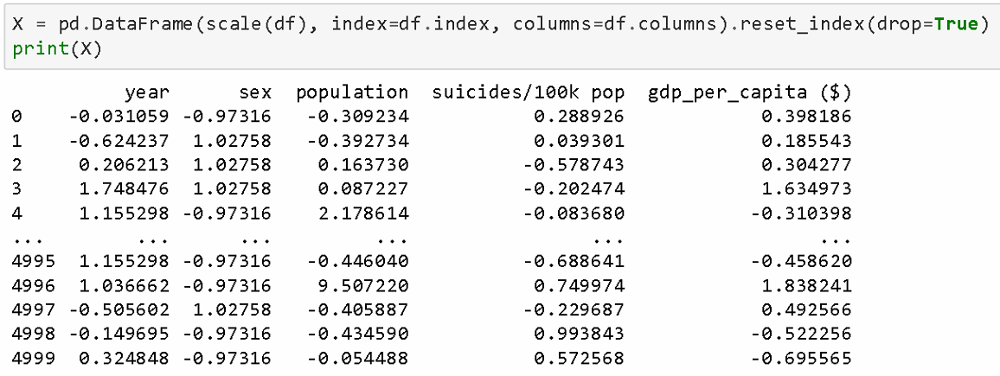 X = pd.DataFrame(scale(df), index=df.index, columns=df.columns).reset_index(drop=True)
print(X)
year sex population suicides/100k pop gdp_per_capita ($)
0 -0.031059 -0.97316 -0.309234 0.288926 0.398186
1 -0.624237 1.02758 -0.392734 0.039301 0.185543
2 0.206213 1.02758 0.163730 -0.578743 0.304277
3 1.748476 1.02758 0.087227 -0.202474 1.634973
4 1.155298 -0.97316 2.178614 -0.083680 -0.310398
... ... ... ... ... ...
4995 1.155298 -0.97316 -0.446040 -0.688641 -0.458620
4996 1.036662 -0.97316 9.507220 0.749974 1.838241
4997 -0.505602 1.02758 -0.405887 -0.229687 0.492566
4998 -0.149695 -0.97316 -0.434590 0.993843 -0.522256
4999 0.324848 -0.97316 -0.054488 0.572568 -0.695565